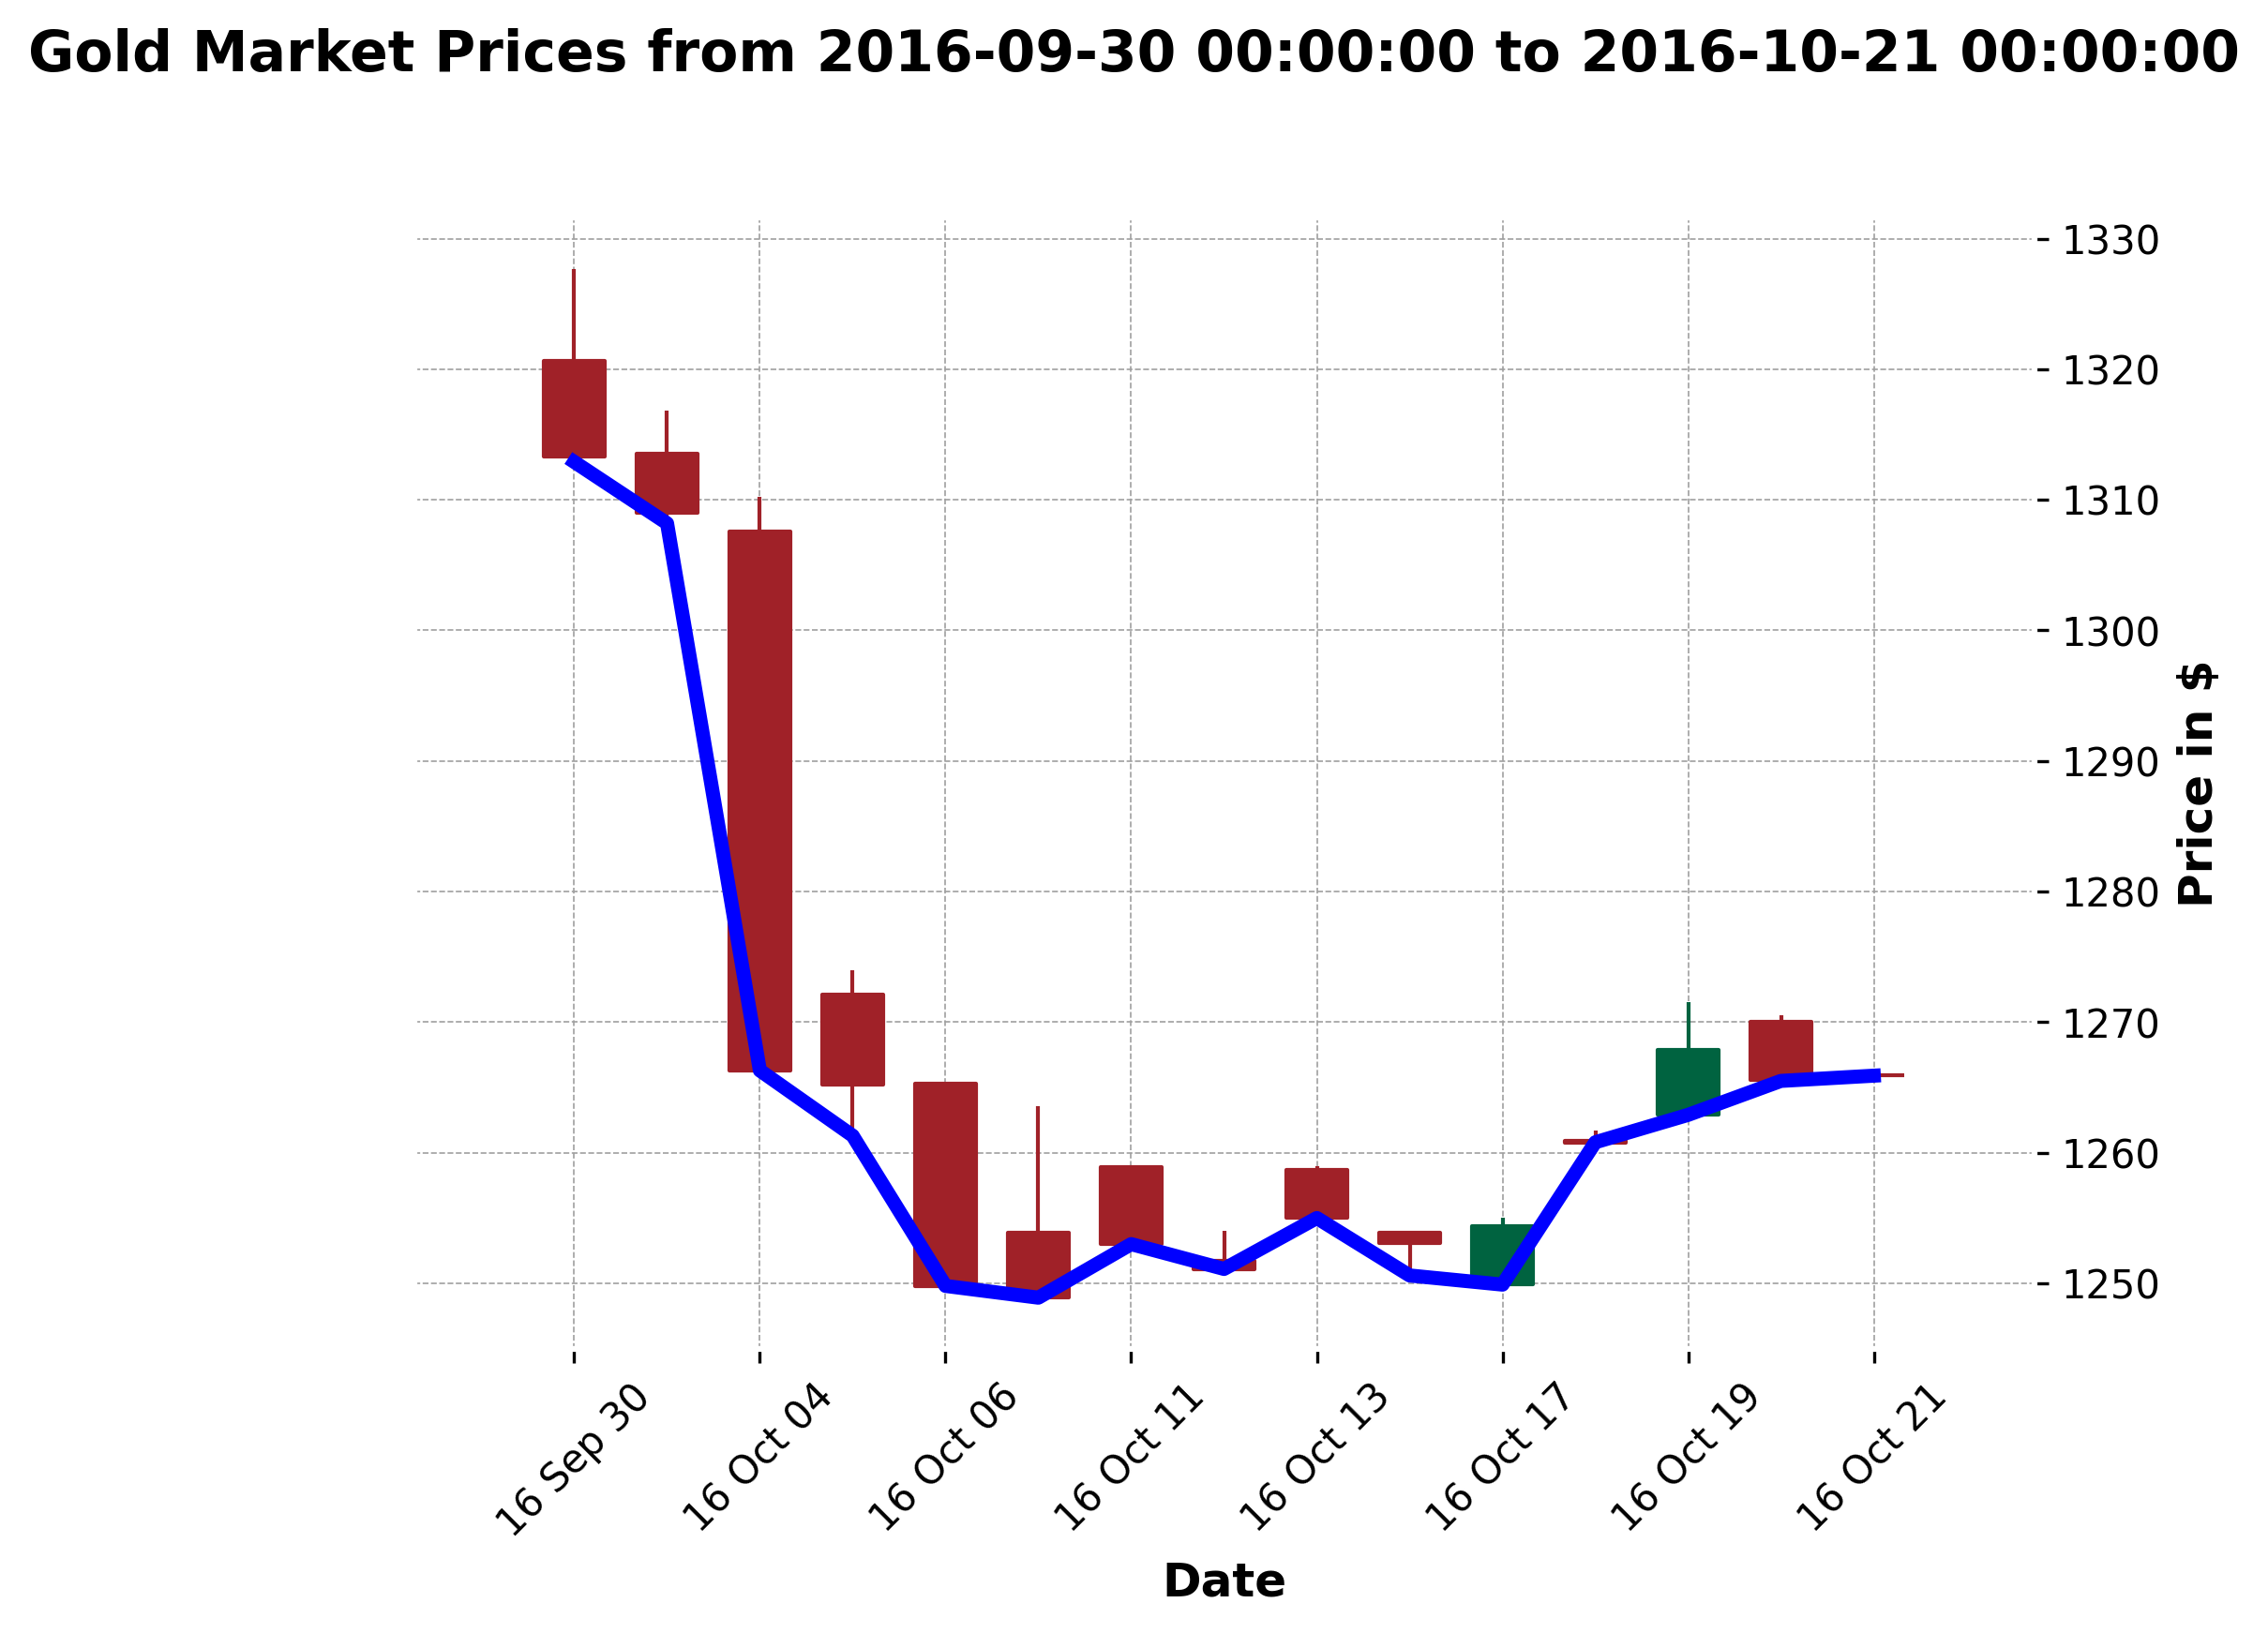 Gold Market Prices from 2016-09-30 00:00:00 to 2016-10-21 00:00:00
1330
1320
1310
1300
1290
1280
1270
1260
1250
Price in $
16 Sep 30
16 Oct 04
16 Oct 06
16 Oct 11
16 Oct 13
16 Oct 17
16 Oct 19
16 Oct 21
Date